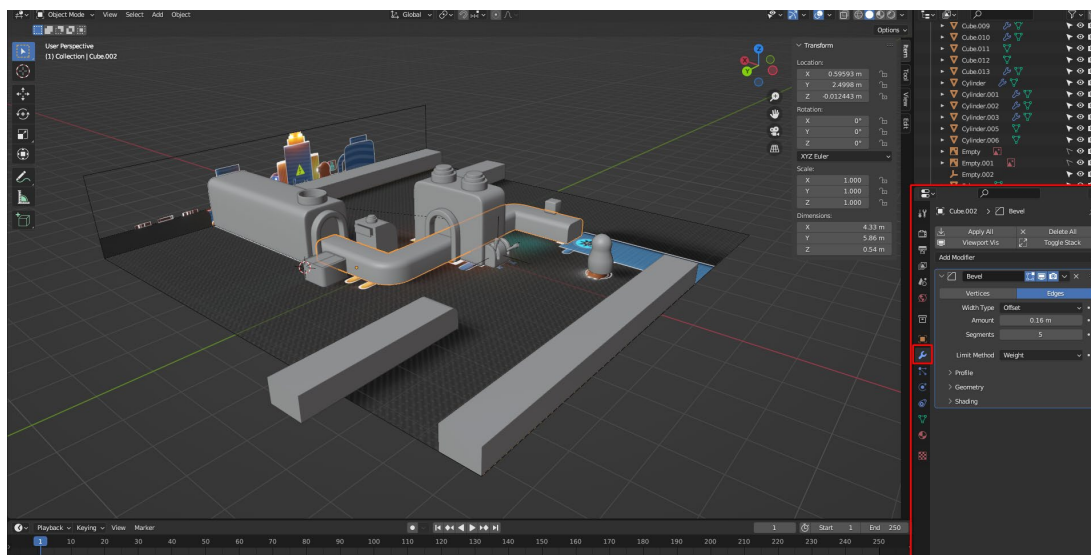 Object Mode View Select Add Object Global
Options
User Perspective
(1) Collection | Cube.002
Transform
Location:
X 0.59593 m
Y 2.4998 m
Z -0.012443 m
Rotation:
X 0°
Y 0°
Z 0°
XYZ Euler
Scale:
X 1.000
Y 1.000
Z 1.000
Dimensions:
X 4.33 m
Y 5.86 m
Z 0.54 m
Item
Tool
View
Edit
Cube.009
Cube.010
Cube.011
Cube.012
Cube.013
Cylinder
Cylinder.001
Cylinder.002
Cylinder.003
Cylinder.005
Cylinder.006
Empty
Empty.001
Empty.002
Cube.002 > Bevel
Apply All Delete All
Viewport Vis Toggle Stack
Add Modifier
Bevel
Vertices Edges
Width Type Offset
Amount 0.16 m
Segments 5
Limit Method Weight
> Profile
> Geometry
> Shading
Playback Keying View Marker 1 Start 1 End 250
1 10 20 30 40 50 60 70 80 90 100 110 120 130 140 150 160 170 180 190 200 210 220 230 240 250